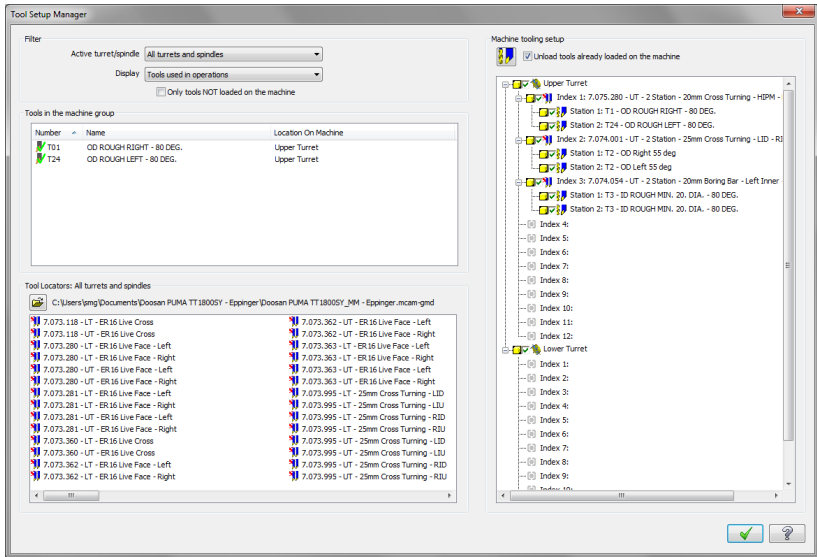 Tool Setup Manager
Filter
Active turret/spindle All turrets and spindles
Display Tools used in operations
Only tools NOT loaded on the machine
Tools in the machine group
Number Name Location On Machine
T01 OD ROUGH RIGHT - 80 DEG. Upper Turret
T24 OD ROUGH LEFT - 80 DEG. Upper Turret
Tool Locators: All turrets and spindles
C:\Users\smg\Documents\Doosan PUMA TT1800SY - Eppinger\Doosan PUMA TT1800SY_MM - Eppinger.mcam-gmd
7.073.118 - LT - ER16 Live Cross
7.073.118 - UT - ER16 Live Cross
7.073.280 - LT - ER16 Live Face - Left
7.073.280 - LT - ER16 Live Face - Right
7.073.280 - UT - ER16 Live Face - Left
7.073.280 - UT - ER16 Live Face - Right
7.073.281 - LT - ER16 Live Face - Left
7.073.281 - LT - ER16 Live Face - Right
7.073.281 - UT - ER16 Live Face - Left
7.073.281 - UT - ER16 Live Face - Right
7.073.360 - LT - ER16 Live Cross
7.073.360 - UT - ER16 Live Cross
7.073.362 - LT - ER16 Live Face - Left
7.073.362 - LT - ER16 Live Face - Right
7.073.362 - UT - ER16 Live Face - Left
7.073.362 - UT - ER16 Live Face - Right
7.073.363 - LT - ER16 Live Face - Left
7.073.363 - LT - ER16 Live Face - Right
7.073.363 - UT - ER16 Live Face - Left
7.073.363 - UT - ER16 Live Face - Right
7.073.995 - LT - 25mm Cross Turning - LID
7.073.995 - LT - 25mm Cross Turning - LIU
7.073.995 - LT - 25mm Cross Turning - RID
7.073.995 - LT - 25mm Cross Turning - RIU
7.073.995 - UT - 25mm Cross Turning - LID
7.073.995 - UT - 25mm Cross Turning - LIU
7.073.995 - UT - 25mm Cross Turning - RID
7.073.995 - UT - 25mm Cross Turning - RIU
Machine tooling setup
Unload tools already loaded on the machine
Upper Turret
Index 1: 7.075.280 - UT - 2 Station - 20mm Cross Turning - HIPM -
Station 1: T1 - OD ROUGH RIGHT - 80 DEG.
Station 2: T24 - OD ROUGH LEFT - 80 DEG.
Index 2: 7.074.001 - UT - 2 Station - 25mm Cross Turning - LID - RI
Station 1: T2 - OD Right 55 deg
Station 2: T2 - OD Left 55 deg
Index 3: 7.074.054 - UT - 2 Station - 20mm Boring Bar - Left Inner
Station 1: T3 - ID ROUGH MIN. 20. DIA. - 80 DEG.
Station 2: T3 - ID ROUGH MIN. 20. DIA. - 80 DEG.
Index 4:
Index 5:
Index 6:
Index 7:
Index 8:
Index 9:
Index 10:
Index 11:
Index 12:
Lower Turret
Index 1:
Index 2:
Index 3:
Index 4:
Index 5:
Index 6:
Index 7:
Index 8:
Index 9:
Index 10: